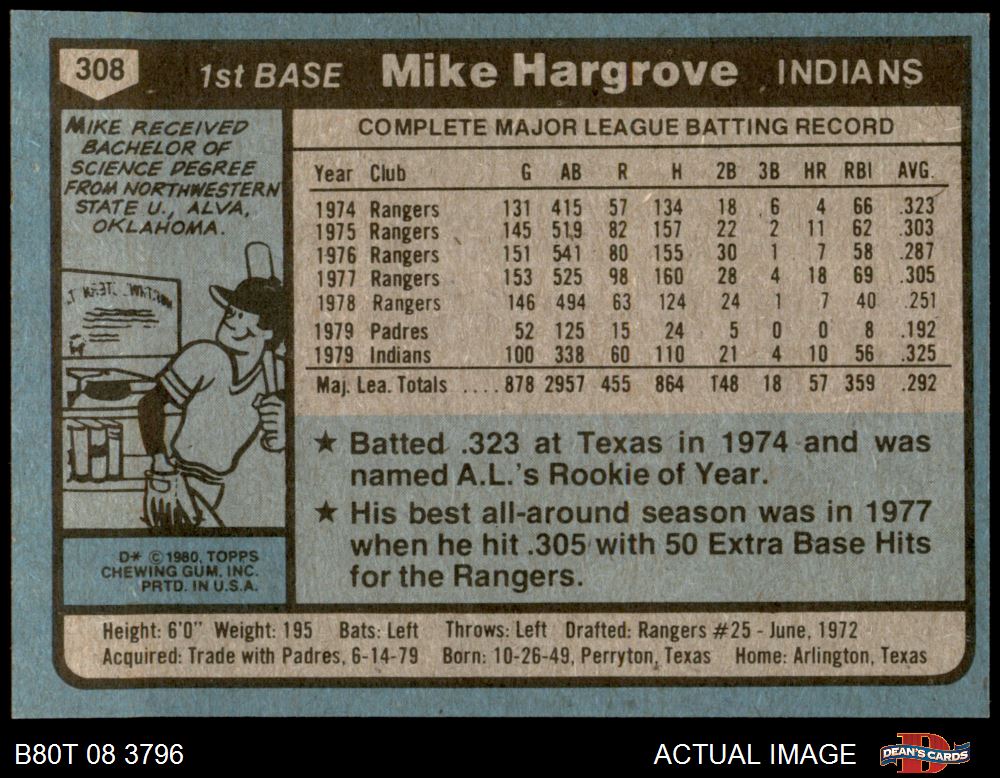 308 1st BASE Mike Hargrove INDIANS
MIKE RECEIVED
BACHELOR OF
SCIENCE DEGREE
FROM NORTHWESTERN
STATE U., ALVA,
OKLAHOMA.
D* © 1980, TOPPS
CHEWING GUM, INC.
PRTD. IN U.S.A.
COMPLETE MAJOR LEAGUE BATTING RECORD
Year Club G AB R H 2B 3B HR RBI AVG.
1974 Rangers 131 415 57 134 18 6 4 66 .323
1975 Rangers 145 519 82 157 22 2 11 62 .303
1976 Rangers 151 541 80 155 30 1 7 58 .287
1977 Rangers 153 525 98 160 28 4 18 69 .305
1978 Rangers 146 494 63 124 24 1 7 40 .251
1979 Padres 52 125 15 24 5 0 0 8 .192
1979 Indians 100 338 60 110 21 4 10 56 .325
Maj. Lea. Totals .... 878 2957 455 864 148 18 57 359 .292
★ Batted .323 at Texas in 1974 and was
named A.L.'s Rookie of Year.
★ His best all-around season was in 1977
when he hit .305 with 50 Extra Base Hits
for the Rangers.
Height: 6'0" Weight: 195 Bats: Left Throws: Left Drafted: Rangers #25 - June, 1972
Acquired: Trade with Padres, 6-14-79 Born: 10-26-49, Perryton, Texas Home: Arlington, Texas
B80T 08 3796 ACTUAL IMAGE DEAN'S CARDS